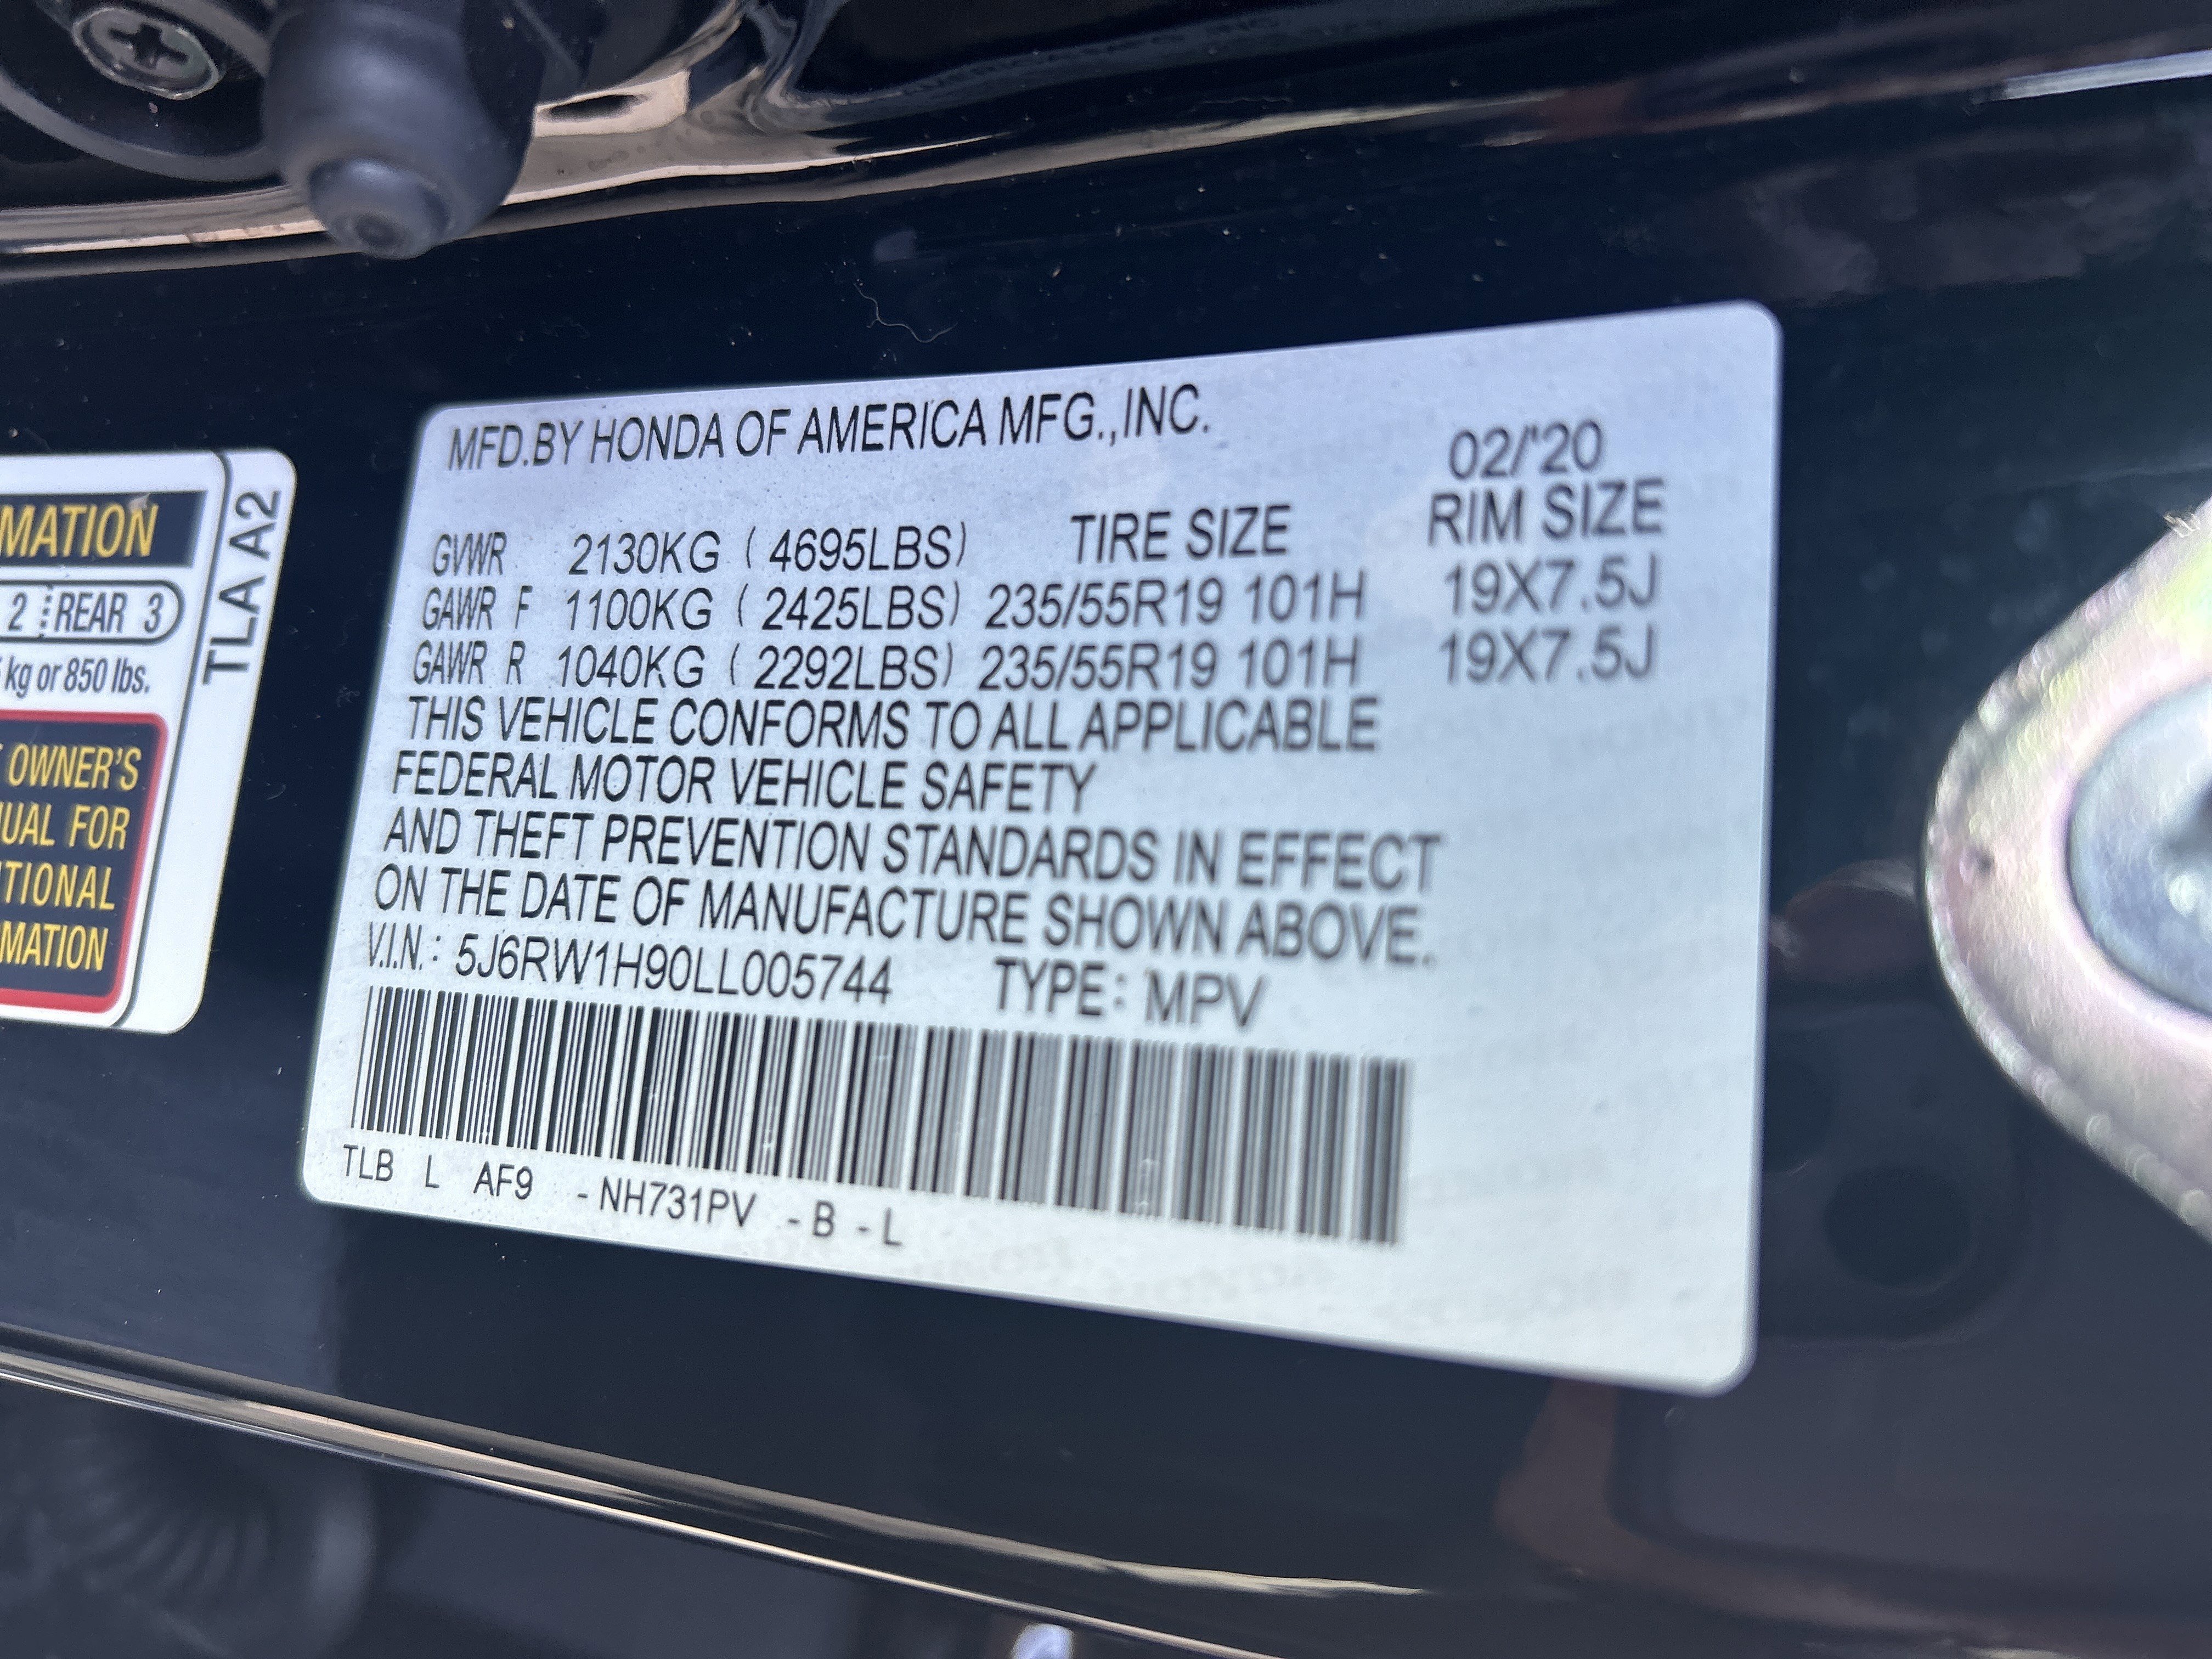 MFD.BY HONDA OF AMERICA MFG.,INC.
02/'20
GVWR 2130KG ( 4695LBS) TIRE SIZE RIM SIZE
GAWR F 1100KG ( 2425LBS) 235/55R19 101H 19X7.5J
GAWR R 1040KG ( 2292LBS) 235/55R19 101H 19X7.5J
THIS VEHICLE CONFORMS TO ALL APPLICABLE
FEDERAL MOTOR VEHICLE SAFETY
AND THEFT PREVENTION STANDARDS IN EFFECT
ON THE DATE OF MANUFACTURE SHOWN ABOVE.
V.I.N.: 5J6RW1H90LL005744 TYPE: MPV
TLB L AF9 -NH731PV -B -L
MATION
2 REAR 3
kg or 850 lbs.
OWNER'S
UAL FOR
TIONAL
MATION
TLA A2